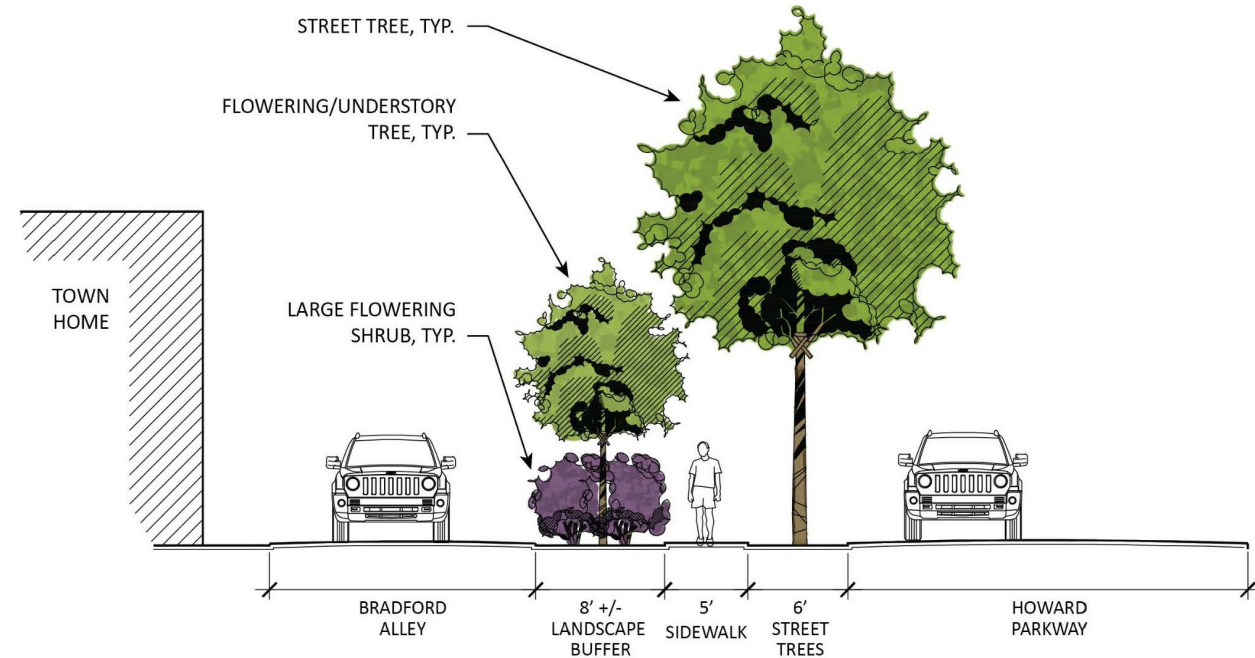 STREET TREE, TYP.
FLOWERING/UNDERSTORY
TREE, TYP.
TOWN
HOME
LARGE FLOWERING
SHRUB, TYP.
BRADFORD
ALLEY
8’ +/-
LANDSCAPE
BUFFER
5’
SIDEWALK
6’
STREET
TREES
HOWARD
PARKWAY